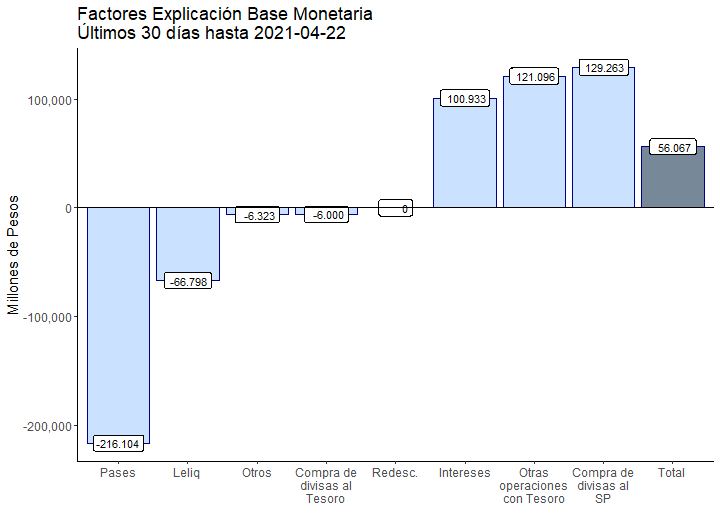 Factores Explicación Base Monetaria
Últimos 30 días hasta 2021-04-22
Millones de Pesos
100,000
0
-100,000
-200,000
-216.104
-66.798
-6.323
-6.000
0
100.933
121.096
129.263
56.067
Pases
Leliq
Otros
Compra de
divisas al
Tesoro
Redesc.
Intereses
Otras
operaciones
con Tesoro
Compra de
divisas al
SP
Total